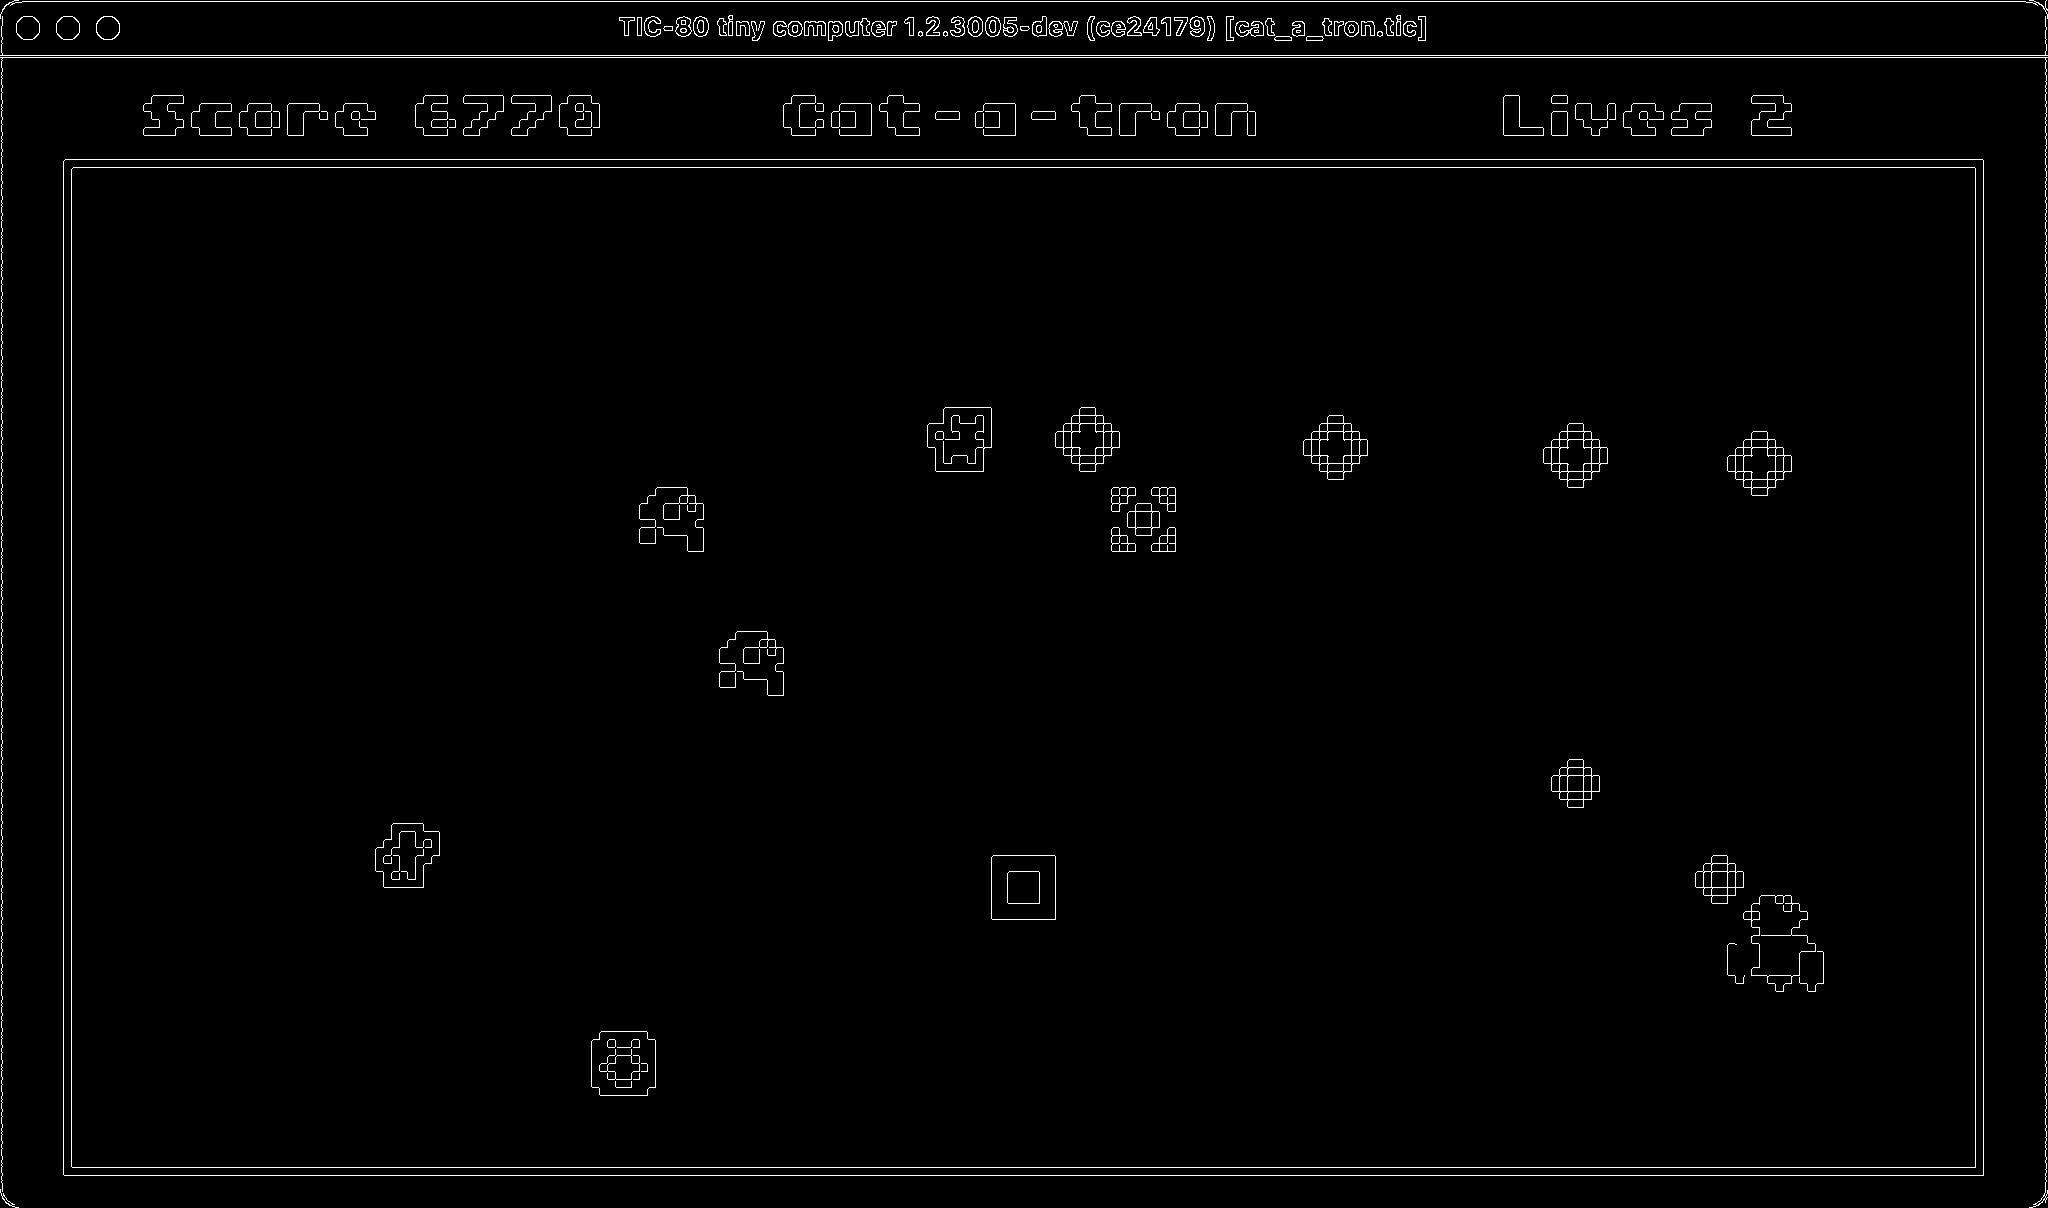 TIC-80 tiny computer 1.2.3005-dev (ce24179) [cat_a_tron.tic]
Score 6770 Cat-a-tron Lives 2